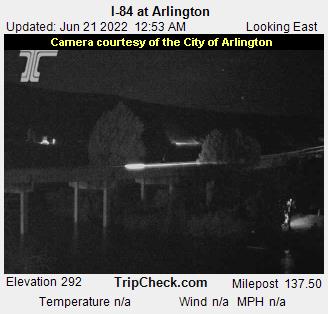 I-84 at Arlington
Updated: Jun 21 2022 12:53 AM Looking East
Camera courtesy of the City of Arlington
Elevation 292 TripCheck.com Milepost 137.50
Temperature n/a Wind n/a MPH n/a